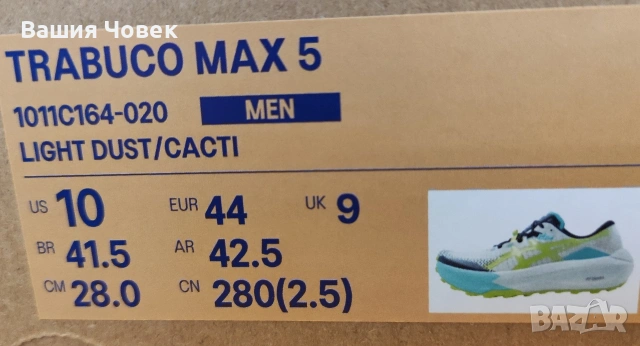 Вашия Човек
TRABUCO MAX 5
1011C164-020 MEN
LIGHT DUST/CACTI
US 10 EUR 44 UK 9
BR 41.5 AR 42.5
CM 28.0 CN 280(2.5)
BAZAR